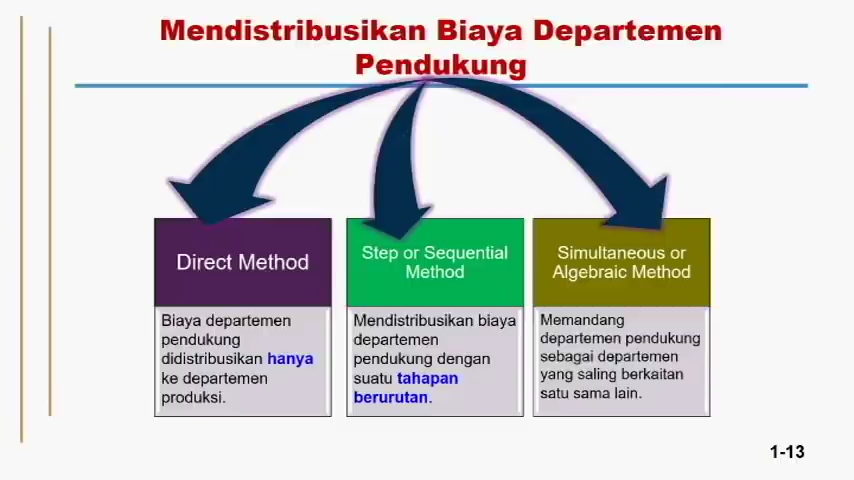 Mendistribusikan Biaya Departemen
Pendukung
Direct Method
Biaya departemen
pendukung
didistribusikan hanya
ke departemen
produksi.
Step or Sequential
Method
Mendistribusikan biaya
departemen
pendukung dengan
suatu tahapan
berurutan.
Simultaneous or
Algebraic Method
Memandang
departemen pendukung
sebagai departemen
yang saling berkaitan
satu sama lain.
1-13